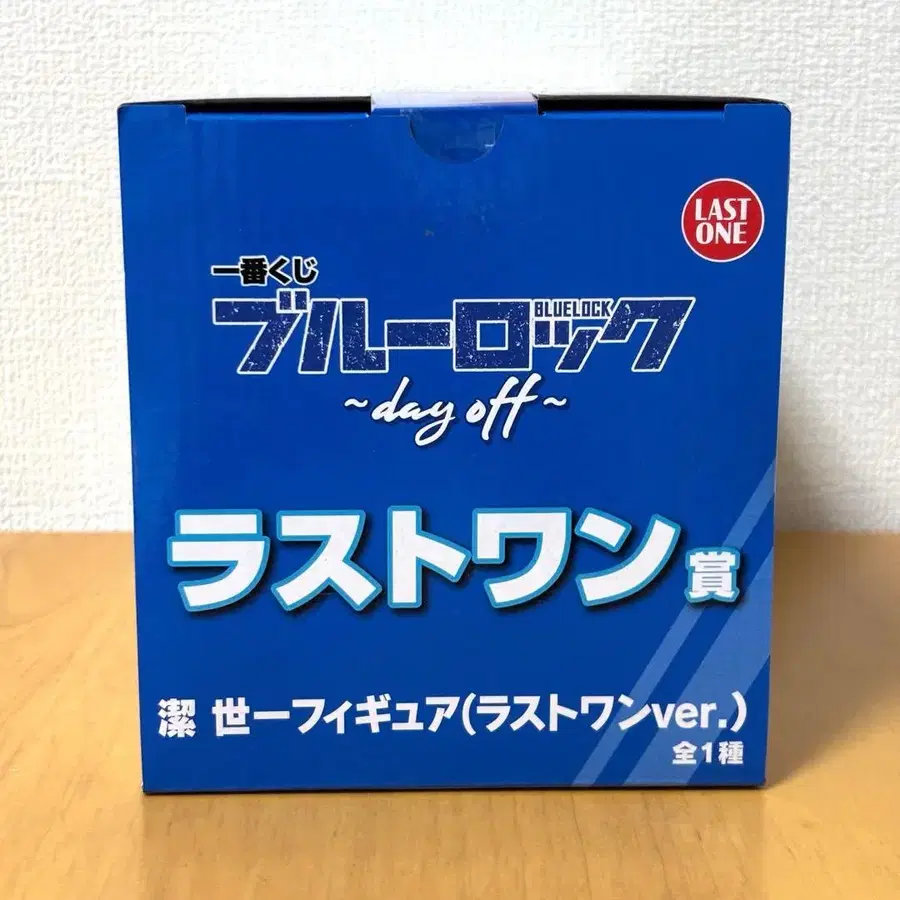 LAST
ONE
一番くじ
ブルーロック
BLUELOCK
~day off~
ラストワン賞
潔 世一フィギュア(ラストワンver.)
全1種